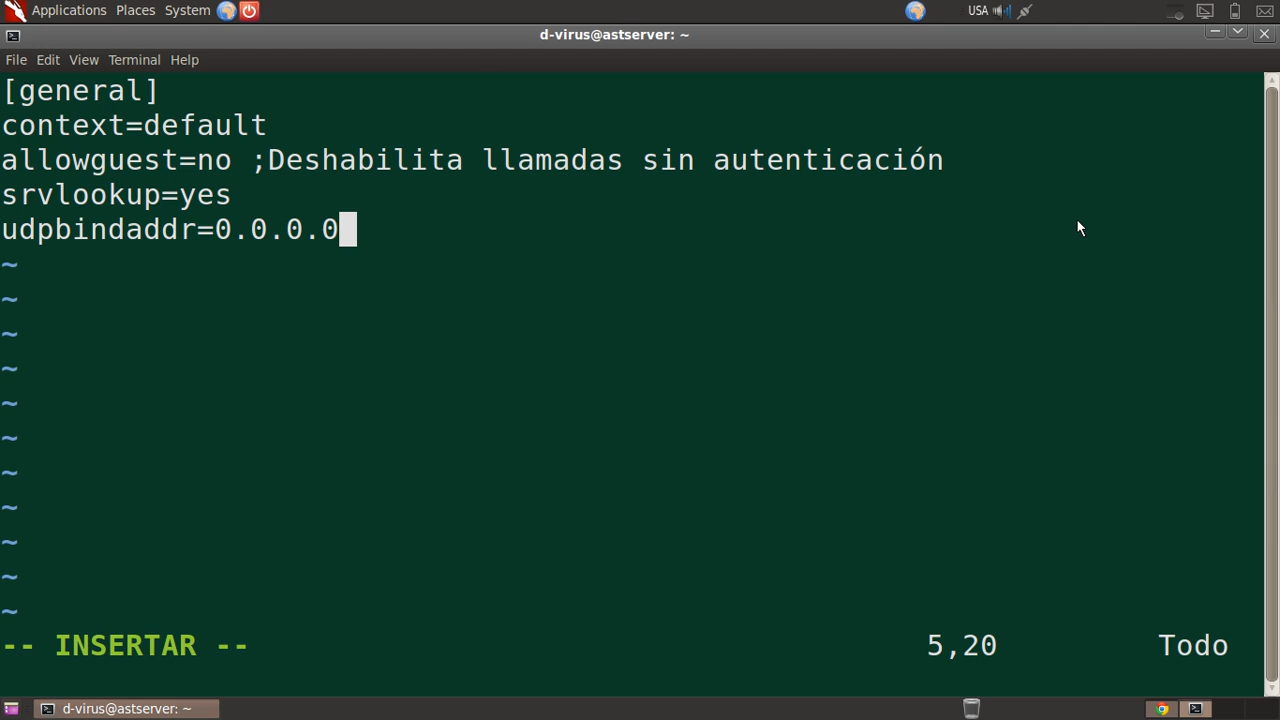 Applications Places System USA
d-virus@astserver: ~
File Edit View Terminal Help
[general]
context=default
allowguest=no ;Deshabilita llamadas sin autenticación
srvlookup=yes
udpbindaddr=0.0.0.0
~
~
~
~
~
~
~
~
~
~
~
-- INSERTAR -- 5,20 Todo
d-virus@astserver: ~